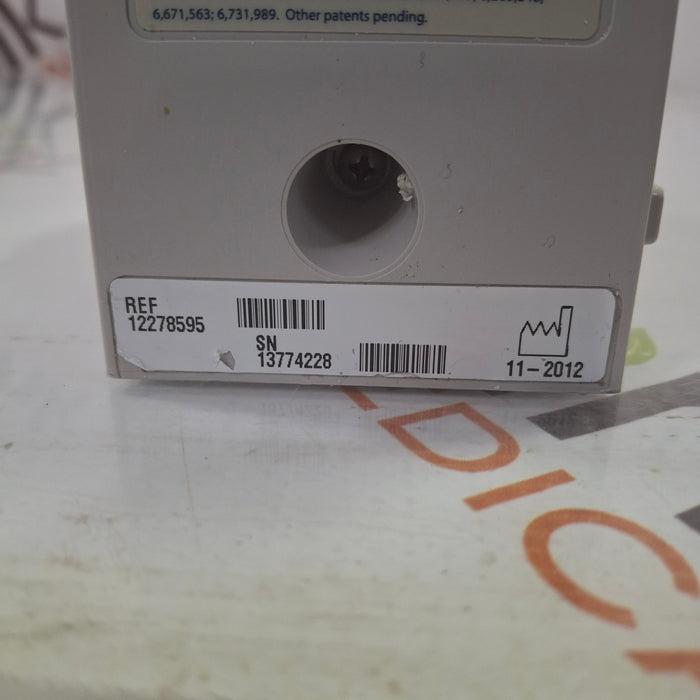 6,671,563; 6,731,989. Other patents pending.
REF
12278595
SN
13774228
11-2012